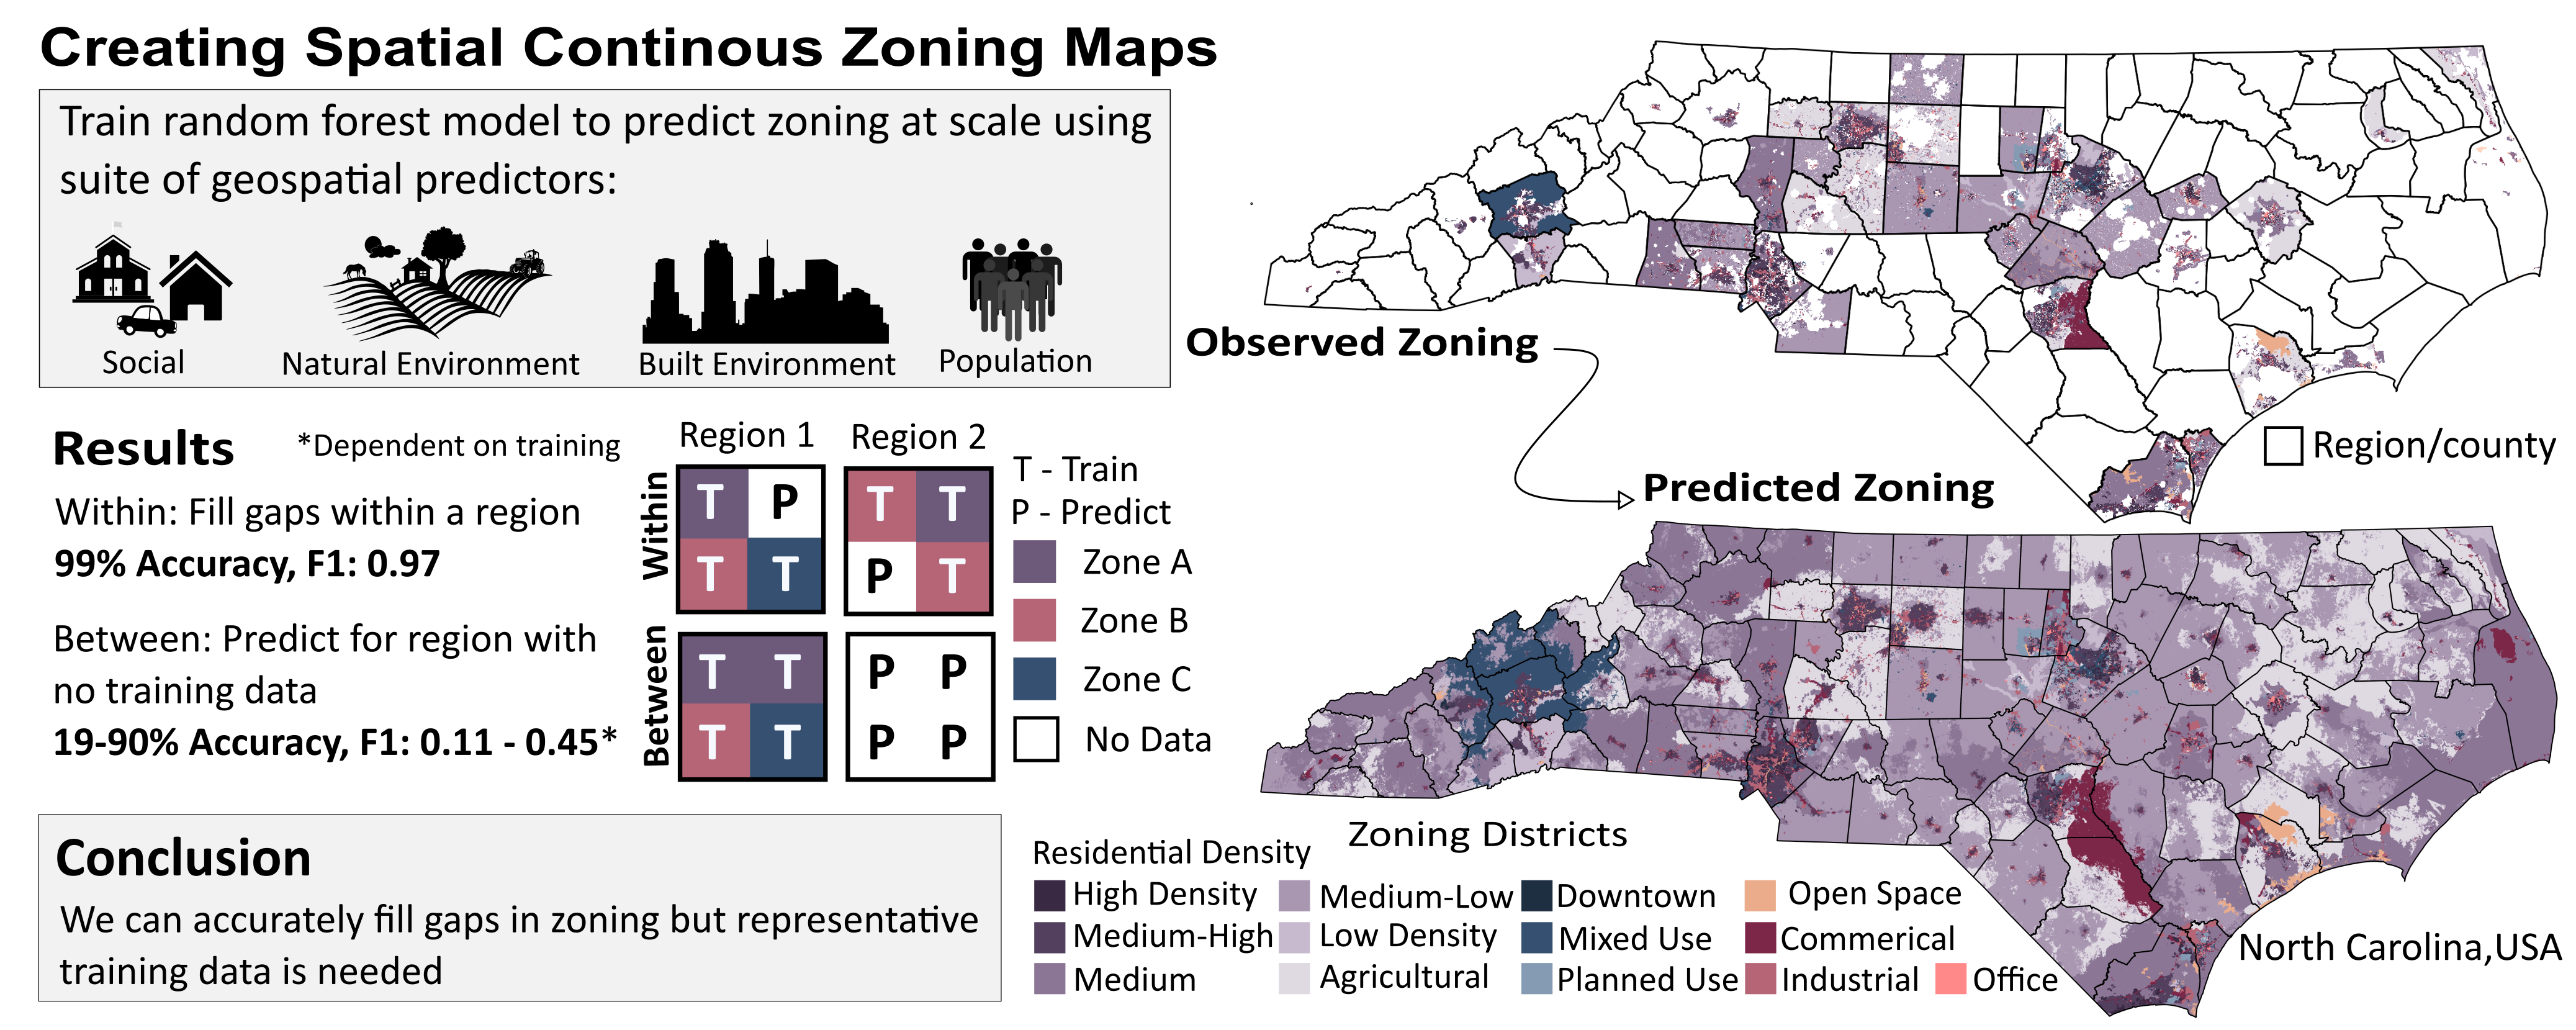 Creating Spatial Continous Zoning Maps
Train random forest model to predict zoning at scale using
suite of geospatial predictors:
Social
Natural Environment
Built Environment
Population
Results
*Dependent on training
Within: Fill gaps within a region
99% Accuracy, F1: 0.97
Between: Predict for region with
no training data
19-90% Accuracy, F1: 0.11 - 0.45*
Region 1
Region 2
Within
T P
T T
T T
P T
Between
T T
T T
P P
P P
T - Train
P - Predict
Zone A
Zone B
Zone C
No Data
Conclusion
We can accurately fill gaps in zoning but representative
training data is needed
Observed Zoning
Region/county
Predicted Zoning
North Carolina,USA
Zoning Districts
Residential Density
High Density
Medium-High
Medium
Medium-Low
Low Density
Agricultural
Downtown
Mixed Use
Planned Use
Open Space
Commerical
Industrial
Office